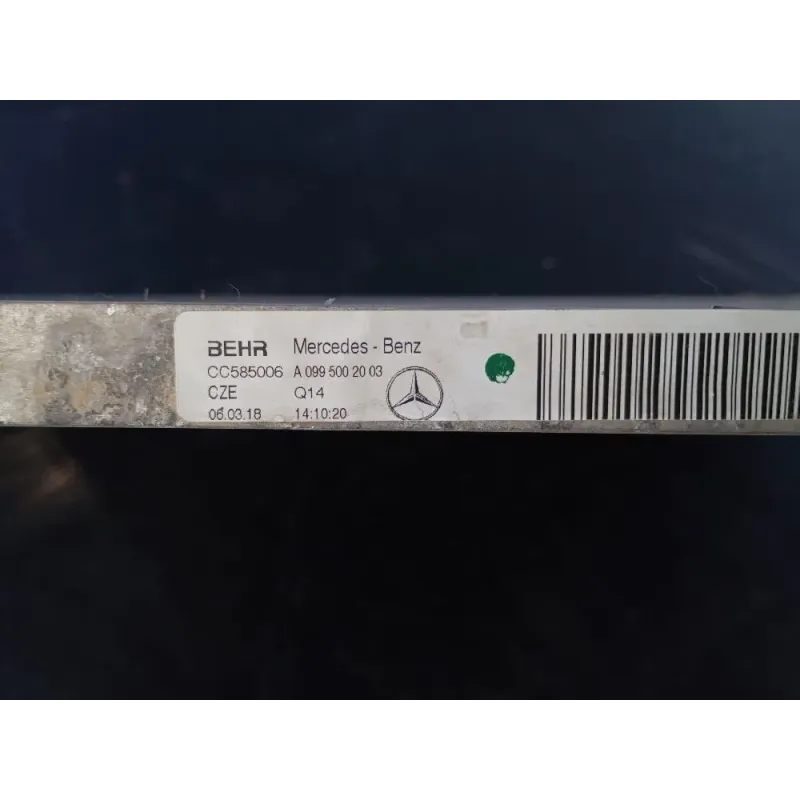 BEHR Mercedes - Benz
CC585006 A 099 500 20 03
CZE Q14
06.03.18 14:10:20